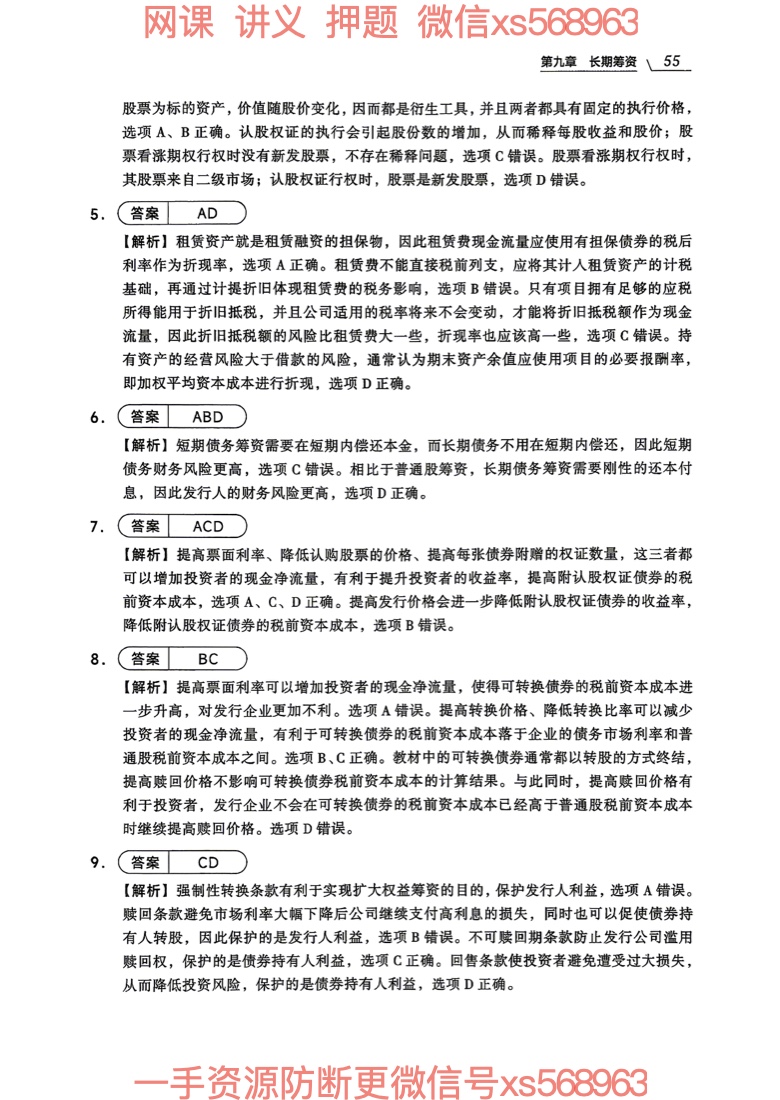 网课 讲义 押题 微信xs568963
第九章 长期筹资 55
股票为标的资产，价值随股价变化，因而都是衍生工具，并且两者都具有固定的执行价格，
选项 A、B 正确。认股权证的执行会引起股份数的增加，从而稀释每股收益和股价；股
票看涨期权行权时没有新发股票，不存在稀释问题，选项 C 错误。股票看涨期权行权时，
其股票来自二级市场；认股权证行权时，股票是新发股票，选项 D 错误。
5. 答案 AD
【解析】租赁资产就是租赁融资的担保物，因此租赁费现金流量应使用有担保债券的税后
利率作为折现率，选项 A 正确。租赁费不能直接税前列支，应将其计人租赁资产的计税
基础，再通过计提折旧体现租赁费的税务影响，选项 B 错误。只有项目拥有足够的应税
所得能用于折旧抵税，并且公司适用的税率将来不会变动，才能将折旧抵税额作为现金
流量，因此折旧抵税额的风险比租赁费大一些，折现率也应该高一些，选项 C 错误。持
有资产的经营风险大于借款的风险，通常认为期末资产余值应使用项目的必要报酬率，
即加权平均资本成本进行折现，选项 D 正确。
6. 答案 ABD
【解析】短期债务筹资需要在短期内偿还本金，而长期债务不用在短期内偿还，因此短期
债务财务风险更高，选项 C 错误。相比于普通股筹资，长期债务筹资需要刚性的还本付
息，因此发行人的财务风险更高，选项 D 正确。
7. 答案 ACD
【解析】提高票面利率、降低认购股票的价格、提高每张债券附赠的权证数量，这三者都
可以增加投资者的现金净流量，有利于提升投资者的收益率，提高附认股权证债券的税
前资本成本，选项 A、C、D 正确。提高发行价格会进一步降低附认股权证债券的收益率，
降低附认股权证债券的税前资本成本，选项 B 错误。
8. 答案 BC
【解析】提高票面利率可以增加投资者的现金净流量，使得可转换债券的税前资本成本进
一步升高，对发行企业更加不利。选项 A 错误。提高转换价格、降低转换比率可以减少
投资者的现金净流量，有利于可转换债券的税前资本成本落于企业的债务市场利率和普
通股税前资本成本之间。选项 B、C 正确。教材中的可转换债券通常都以转股的方式终结，
提高赎回价格不影响可转换债券税前资本成本的计算结果。与此同时，提高赎回价格有
利于投资者，发行企业不会在可转换债券的税前资本成本已经高于普通股税前资本成本
时继续提高赎回价格。选项 D 错误。
9. 答案 CD
【解析】强制性转换条款有利于实现扩大权益筹资的目的，保护发行人利益，选项 A 错误。
赎回条款避免市场利率大幅下降后公司继续支付高利息的损失，同时也可以促使债券持
有人转股，因此保护的是发行人利益，选项 B 错误。不可赎回期条款防止发行公司滥用
赎回权，保护的是债券持有人利益，选项 C 正确。回售条款使投资者避免遭受过大损失，
从而降低投资风险，保护的是债券持有人利益，选项 D 正确。
一手资源防断更微信号xs568963